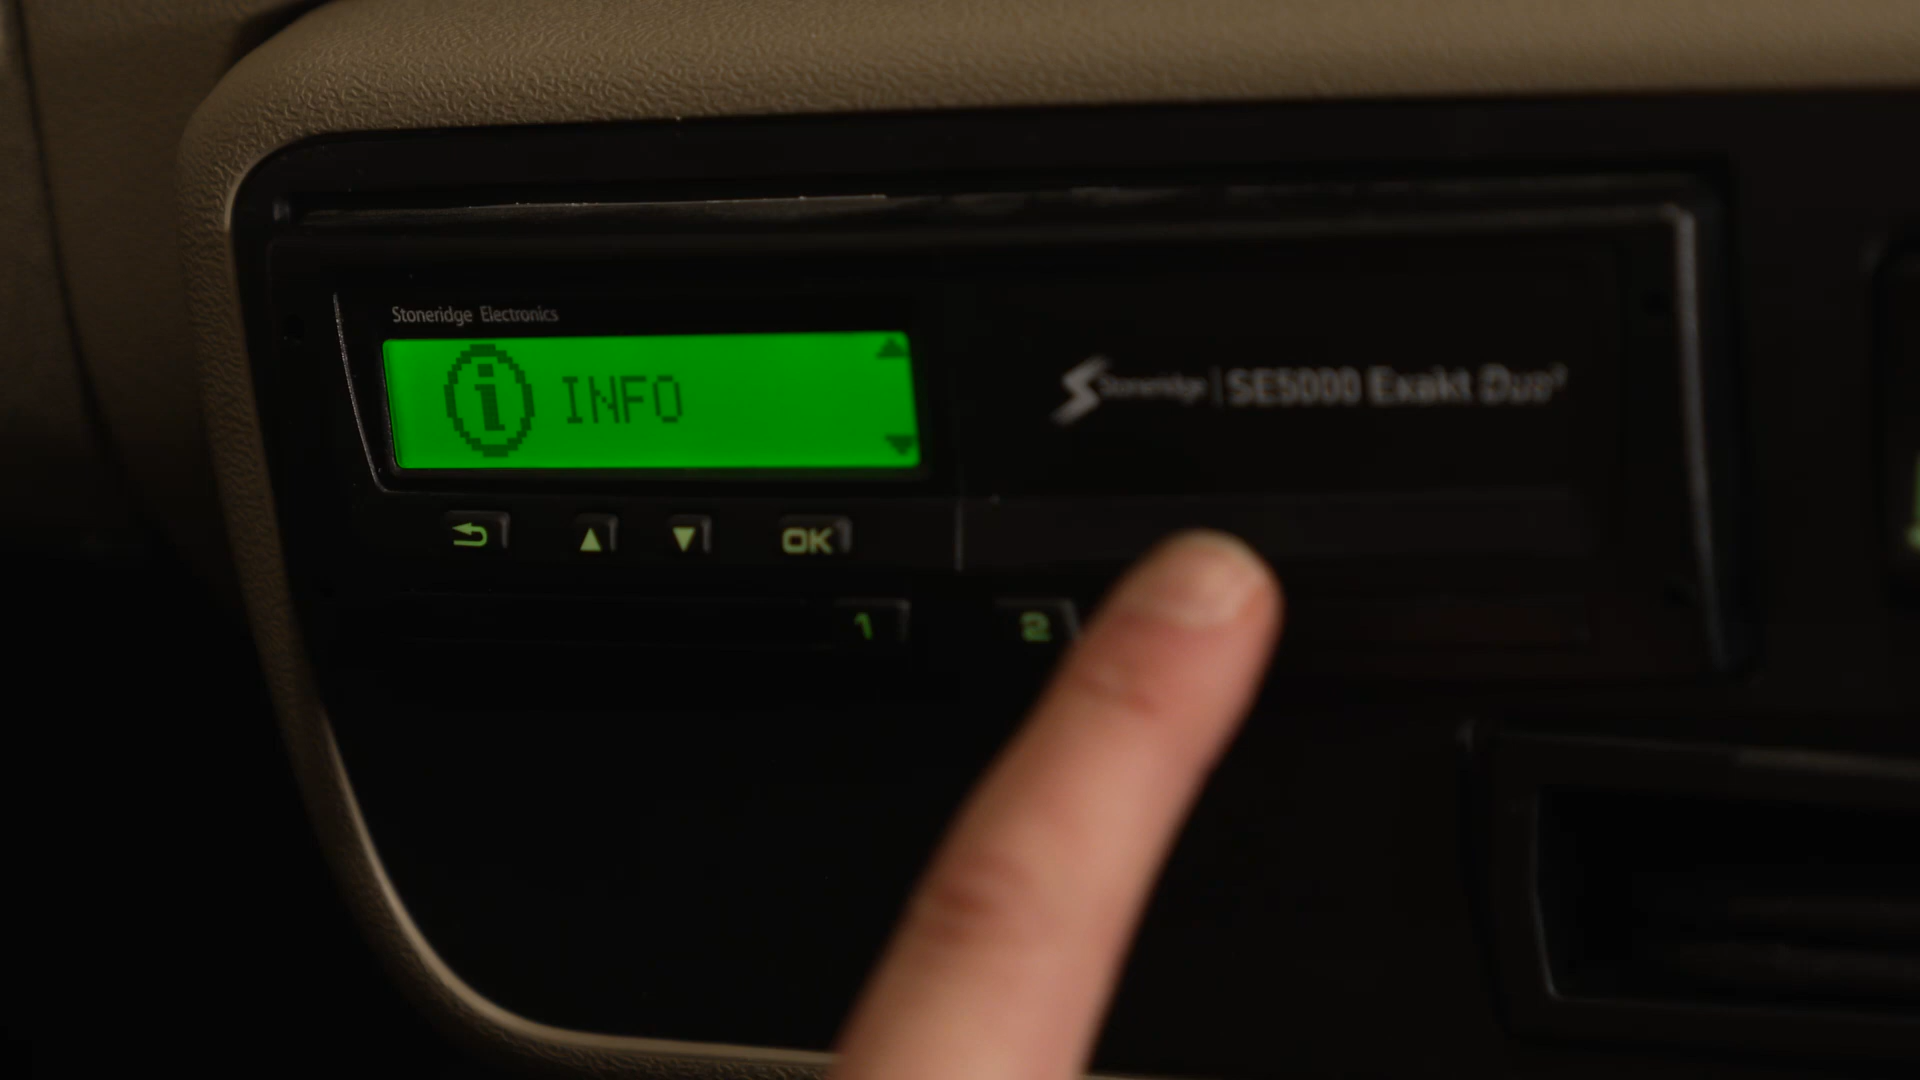 Stoneridge Electronics
INFO
Stoneridge | SE5000 Exakt Duo²
OK
1 2